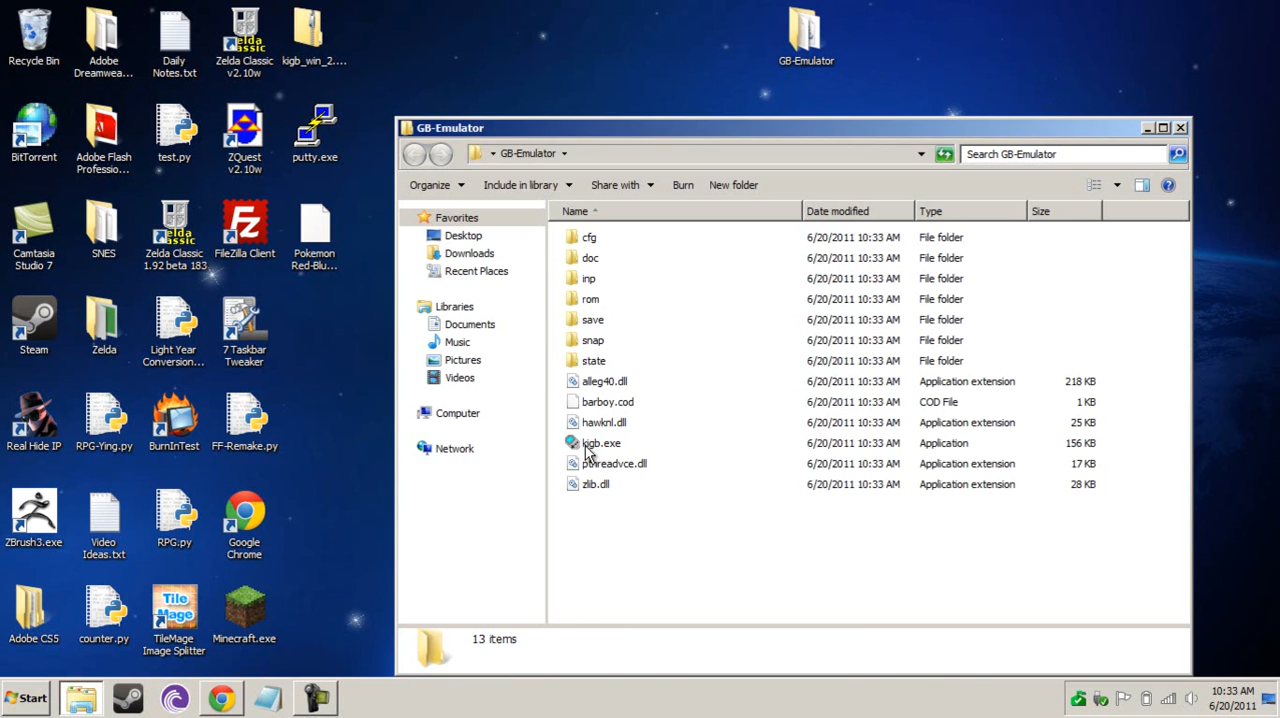 Recycle Bin
Adobe
Dreamwea...
Daily
Notes.txt
Zelda Classic
v2.10w
kigb_win_2....
GB-Emulator
BitTorrent
Adobe Flash
Professio...
test.py
ZQuest
v2.10w
putty.exe
Camtasia
Studio 7
SNES
Zelda Classic
1.92 beta 183
FileZilla Client
Pokemon
Red-Blu...
Steam
Zelda
Light Year
Conversion...
7 Taskbar
Tweaker
Real Hide IP
RPG-Ying.py
BurnInTest
FF-Remake.py
ZBrush3.exe
Video
Ideas.txt
RPG.py
Google
Chrome
Adobe CS5
counter.py
Tile
Mage
TileMage
Image Splitter
Minecraft.exe
GB-Emulator
GB-Emulator
Search GB-Emulator
Organize Include in library Share with Burn New folder
Name Date modified Type Size
Favorites
Desktop
Downloads
Recent Places
Libraries
Documents
Music
Pictures
Videos
Computer
Network
cfg 6/20/2011 10:33 AM File folder
doc 6/20/2011 10:33 AM File folder
inp 6/20/2011 10:33 AM File folder
rom 6/20/2011 10:33 AM File folder
save 6/20/2011 10:33 AM File folder
snap 6/20/2011 10:33 AM File folder
state 6/20/2011 10:33 AM File folder
alleg40.dll 6/20/2011 10:33 AM Application extension 218 KB
barboy.cod 6/20/2011 10:33 AM COD File 1 KB
hawknl.dll 6/20/2011 10:33 AM Application extension 25 KB
kigb.exe 6/20/2011 10:33 AM Application 156 KB
pthreadvce.dll 6/20/2011 10:33 AM Application extension 17 KB
zlib.dll 6/20/2011 10:33 AM Application extension 28 KB
13 items
Start
10:33 AM
6/20/2011